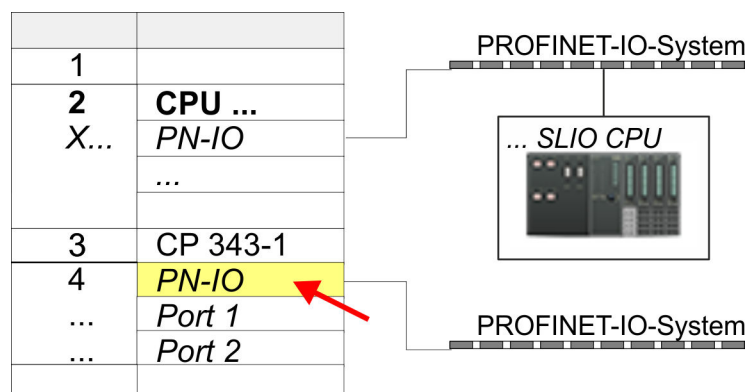 PROFINET-IO-System
1
2 CPU ...
X... PN-IO
... SLIO CPU
...
3 CP 343-1
4 PN-IO
... Port 1
PROFINET-IO-System
... Port 2